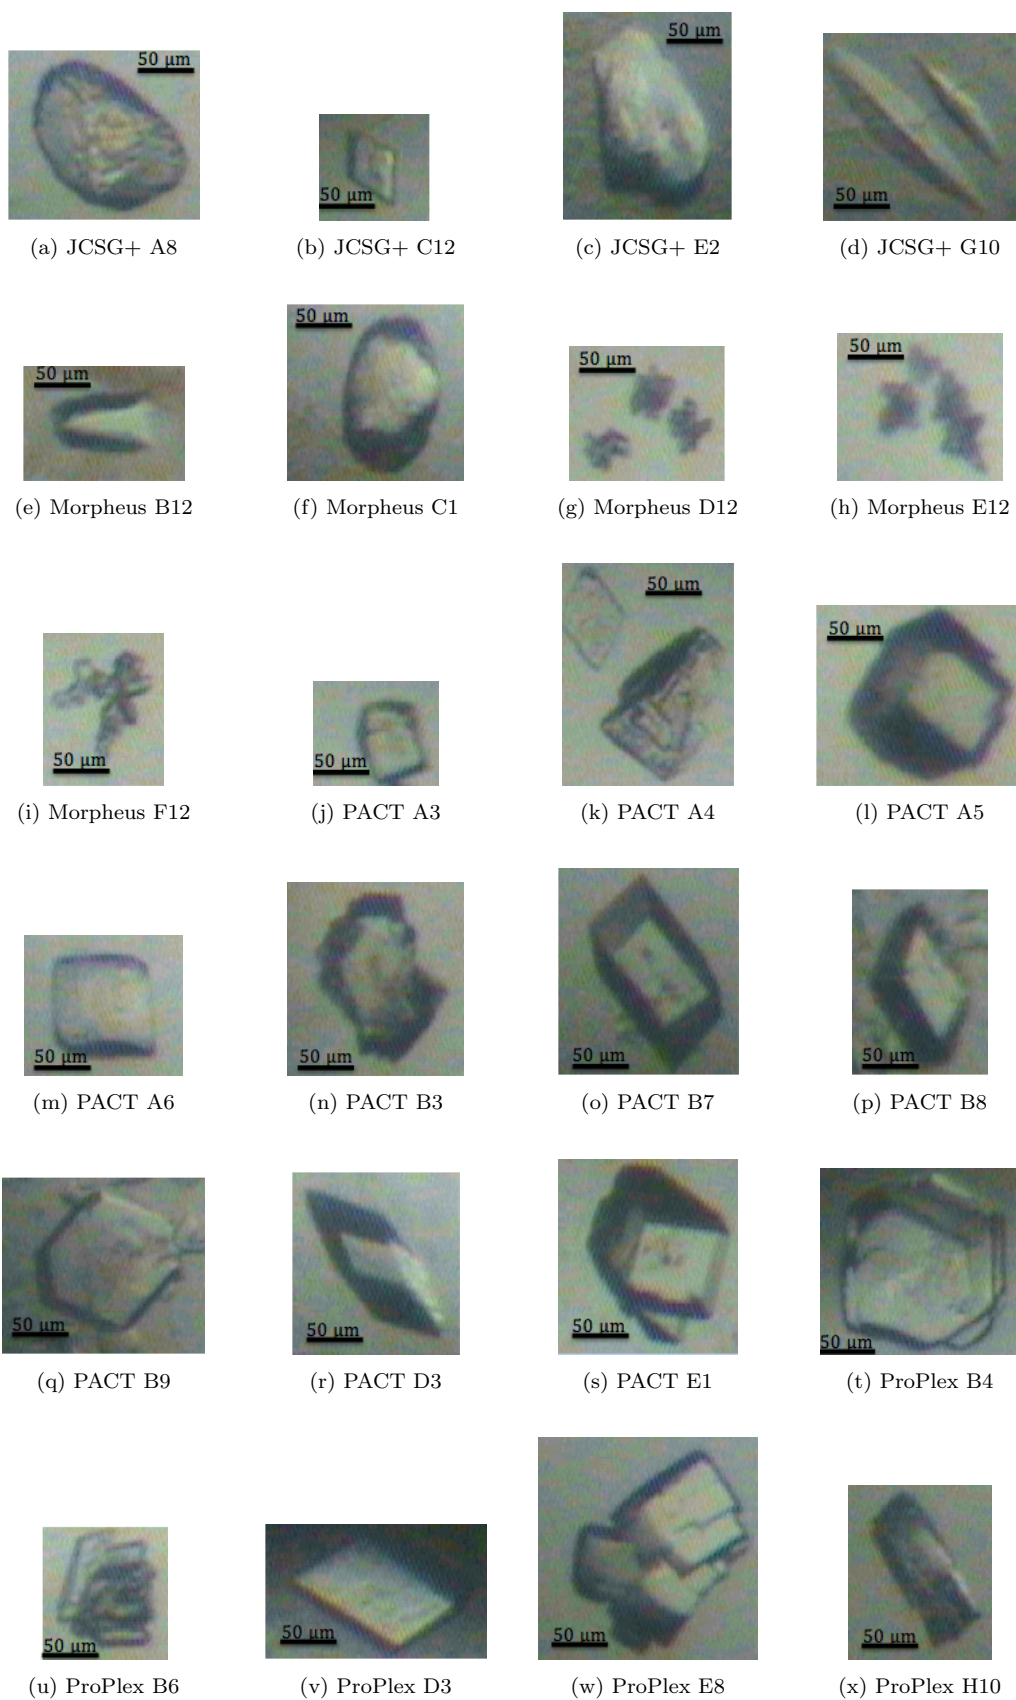 50 µm
50 µm
50 µm
50 µm
(a) JCSG+ A8
(b) JCSG+ C12
(c) JCSG+ E2
(d) JCSG+ G10
50 µm
50 µm
50 µm
50 µm
(e) Morpheus B12
(f) Morpheus C1
(g) Morpheus D12
(h) Morpheus E12
50 µm
50 µm
50 µm
50 µm
(i) Morpheus F12
(j) PACT A3
(k) PACT A4
(l) PACT A5
50 µm
50 µm
50 µm
50 µm
(m) PACT A6
(n) PACT B3
(o) PACT B7
(p) PACT B8
50 µm
50 µm
50 µm
50 µm
(q) PACT B9
(r) PACT D3
(s) PACT E1
(t) ProPlex B4
50 µm
50 µm
50 µm
50 µm
(u) ProPlex B6
(v) ProPlex D3
(w) ProPlex E8
(x) ProPlex H10